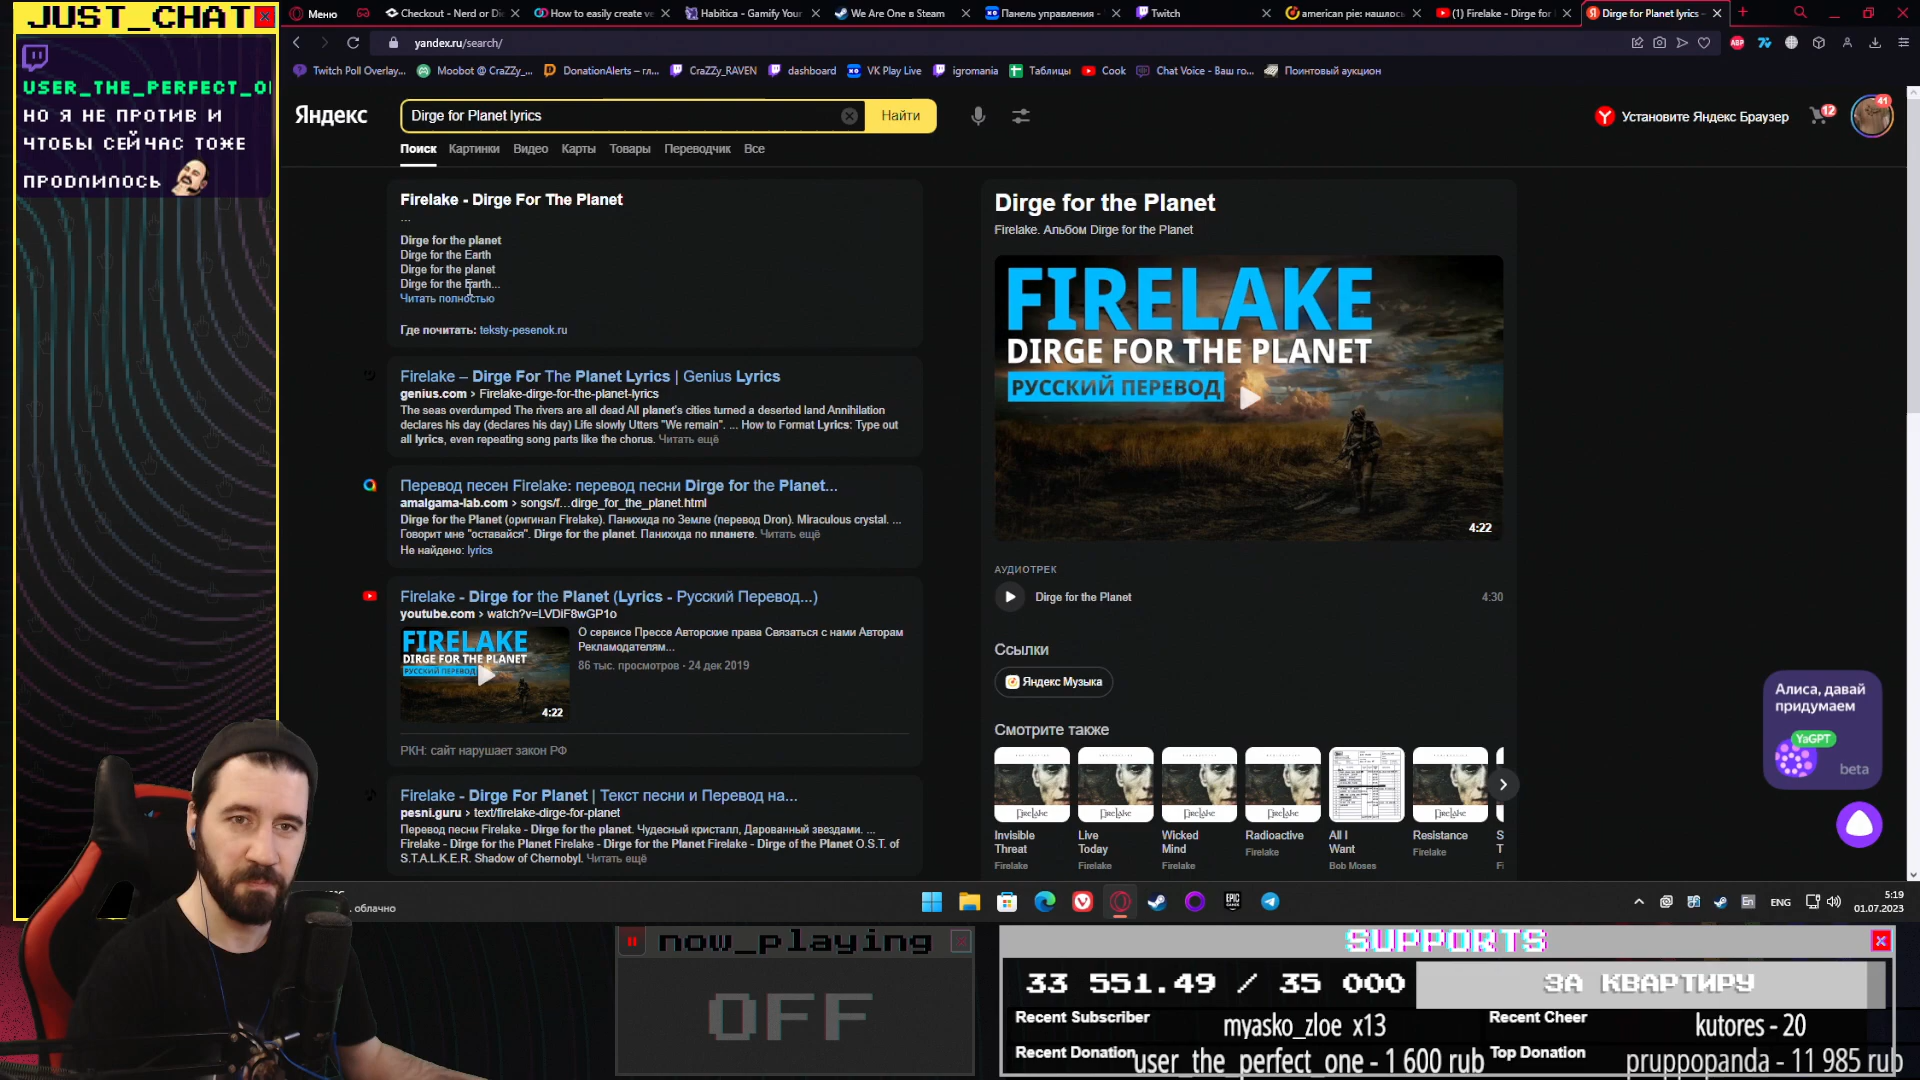 JUST_CHAT
USER_THE_PERFECT_O
НО Я НЕ ПРОТИВ И
ЧТОБЫ СЕЙЧАС ТОЖЕ
ПРОДЛИЛОСЬ
Меню
Checkout - Nerd or Di
How to easily create v
Habitica - Gamify Your
We Are One в Steam
Панель управления -
Twitch
american pie: нашлось
(1) Firelake - Dirge for
Dirge for Planet lyrics –
yandex.ru/search/
Twitch Poll Overlay...
Moobot @ CraZZy_...
DonationAlerts – гл...
CraZZy_RAVEN
dashboard
VK Play Live
igromania
Таблицы
Cook
Chat Voice - Ваш го...
Поинтовый аукцион
Яндекс
Dirge for Planet lyrics
Найти
Установите Яндекс Браузер
12
41
Поиск
Картинки
Видео
Карты
Товары
Переводчик
Все
Firelake - Dirge For The Planet
...
Dirge for the planet
Dirge for the Earth
Dirge for the planet
Dirge for the Earth...
Читать полностью
Где почитать: teksty-pesenok.ru
Firelake – Dirge For The Planet Lyrics | Genius Lyrics
genius.com › Firelake-dirge-for-the-planet-lyrics
The seas overdumped The rivers are all dead All planet's cities turned a deserted land Annihilation
declares his day (declares his day) Life slowly Utters "We remain". ... How to Format Lyrics: Type out
all lyrics, even repeating song parts like the chorus. Читать ещё
Перевод песен Firelake: перевод песни Dirge for the Planet...
amalgama-lab.com › songs/f…dirge_for_the_planet.html
Dirge for the Planet (оригинал Firelake). Панихида по Земле (перевод Dron). Miraculous crystal. ...
Говорит мне "оставайся". Dirge for the planet. Панихида по планете. Читать ещё
Не найдено: lyrics
Firelake - Dirge for the Planet (Lyrics - Русский Перевод...)
youtube.com › watch?v=LVDiF8wGP1o
FIRELAKE
DIRGE FOR THE PLANET
РУССКИЙ ПЕРЕВОД
4:22
О сервисе Прессе Авторские права Связаться с нами Авторам
Рекламодателям...
86 тыс. просмотров · 24 дек 2019
РКН: сайт нарушает закон РФ
Firelake - Dirge For Planet | Текст песни и Перевод на...
pesni.guru › text/firelake-dirge-for-planet
Перевод песни Firelake - Dirge for the planet. Чудесный кристалл, Дарованный звездами. ...
Firelake - Dirge for the Planet Firelake - Dirge for the Planet Firelake - Dirge of the Planet O.S.T. of
S.T.A.L.K.E.R. Shadow of Chernobyl. Читать ещё
Dirge for the Planet
Firelake. Альбом Dirge for the Planet
FIRELAKE
DIRGE FOR THE PLANET
РУССКИЙ ПЕРЕВОД
4:22
АУДИОТРЕК
Dirge for the Planet
4:30
Ссылки
Яндекс Музыка
Смотрите также
Invisible Threat
Firelake
Live Today
Firelake
Wicked Mind
Firelake
Radioactive
Firelake
All I Want
Bob Moses
Resistance
Firelake
Алиса, давай
придумаем
YaGPT
beta
облачно
EPIC
ENG
5:19
01.07.2023
now_playing
OFF
SUPPORTS
33 551.49 / 35 000
ЗА КВАРТИРУ
Recent Subscriber
myasko_zloe x13
Recent Cheer
kutores - 20
Recent Donation
user_the_perfect_one - 1 600 rub
Top Donation
pruppopanda - 11 985 rub